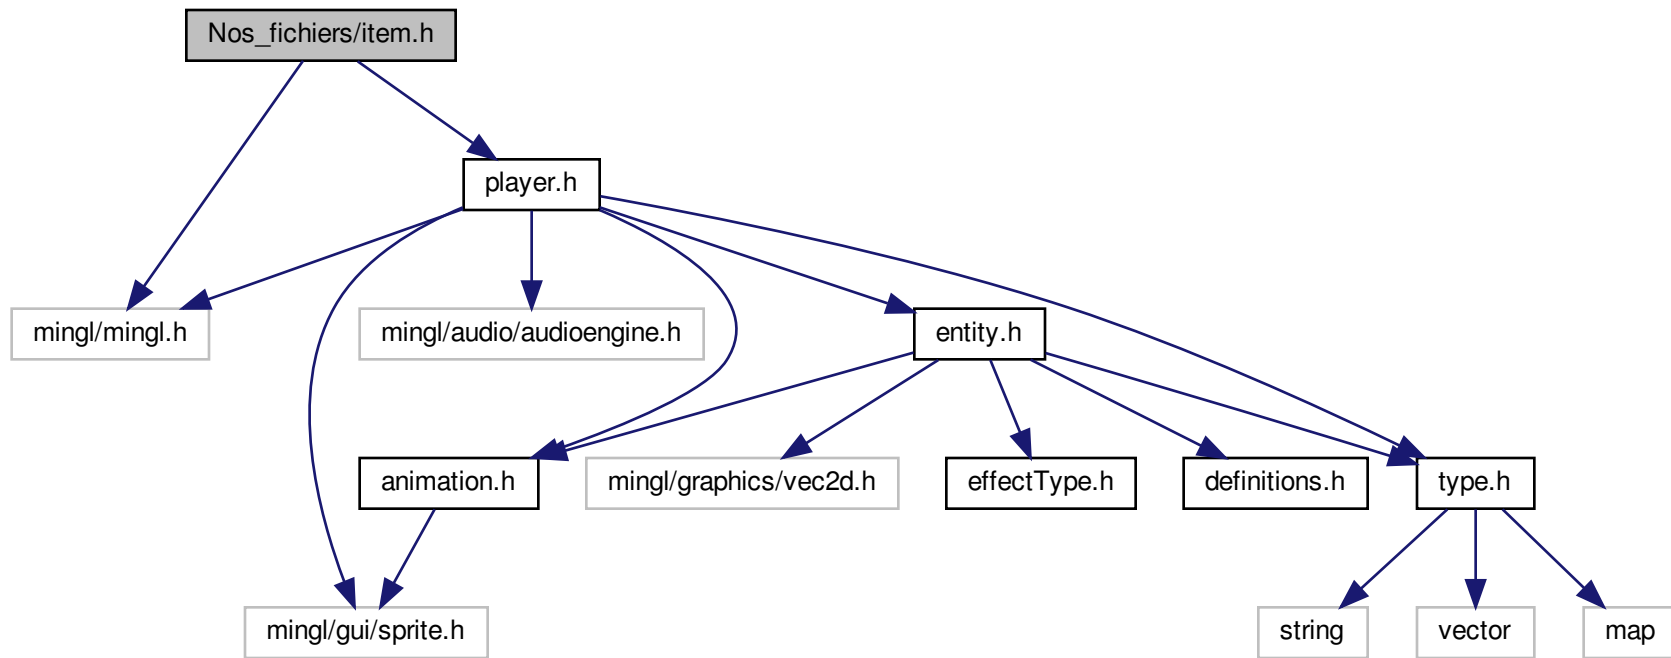 Nos_fichiers/item.h
player.h
mingl/mingl.h
mingl/audio/audioengine.h
entity.h
animation.h
mingl/graphics/vec2d.h
effectType.h
definitions.h
type.h
mingl/gui/sprite.h
string
vector
map